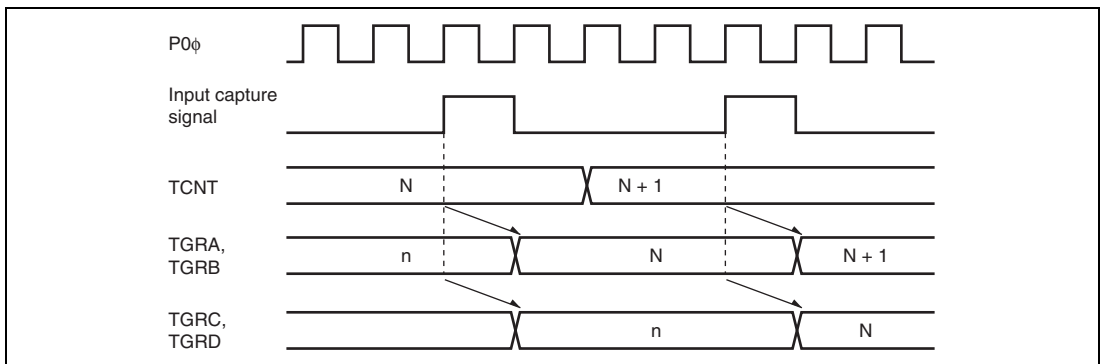 P0ϕ
Input capture
signal
TCNT
N
N + 1
TGRA,
TGRB
n
N
N + 1
TGRC,
TGRD
n
N